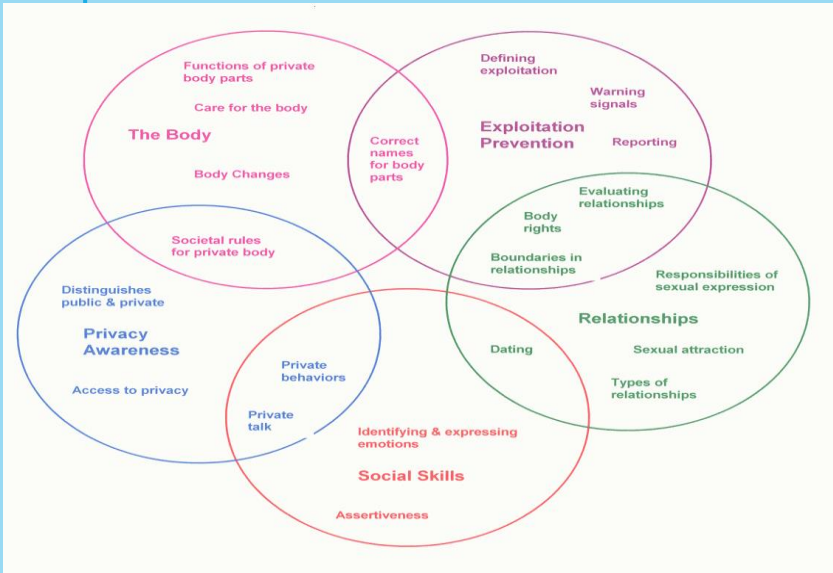 Functions of private
body parts
Care for the body
The Body
Body Changes
Correct
names
for body
parts
Defining
exploitation
Warning
signals
Exploitation
Prevention
Reporting
Evaluating
relationships
Body
rights
Boundaries in
relationships
Societal rules
for private body
Distinguishes
public & private
Privacy
Awareness
Access to privacy
Private
behaviors
Private
talk
Responsibilities of
sexual expression
Relationships
Dating
Sexual attraction
Types of
relationships
Identifying & expressing
emotions
Social Skills
Assertiveness